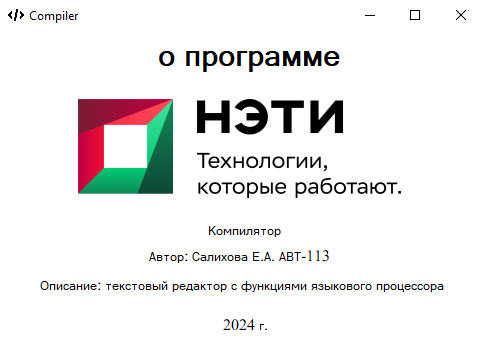 Compiler
о программе
НЭТИ
Технологии,
которые работают.
Компилятор
Автор: Салихова Е.А. АВТ-113
Описание: текстовый редактор с функциями языкового процессора
2024 г.